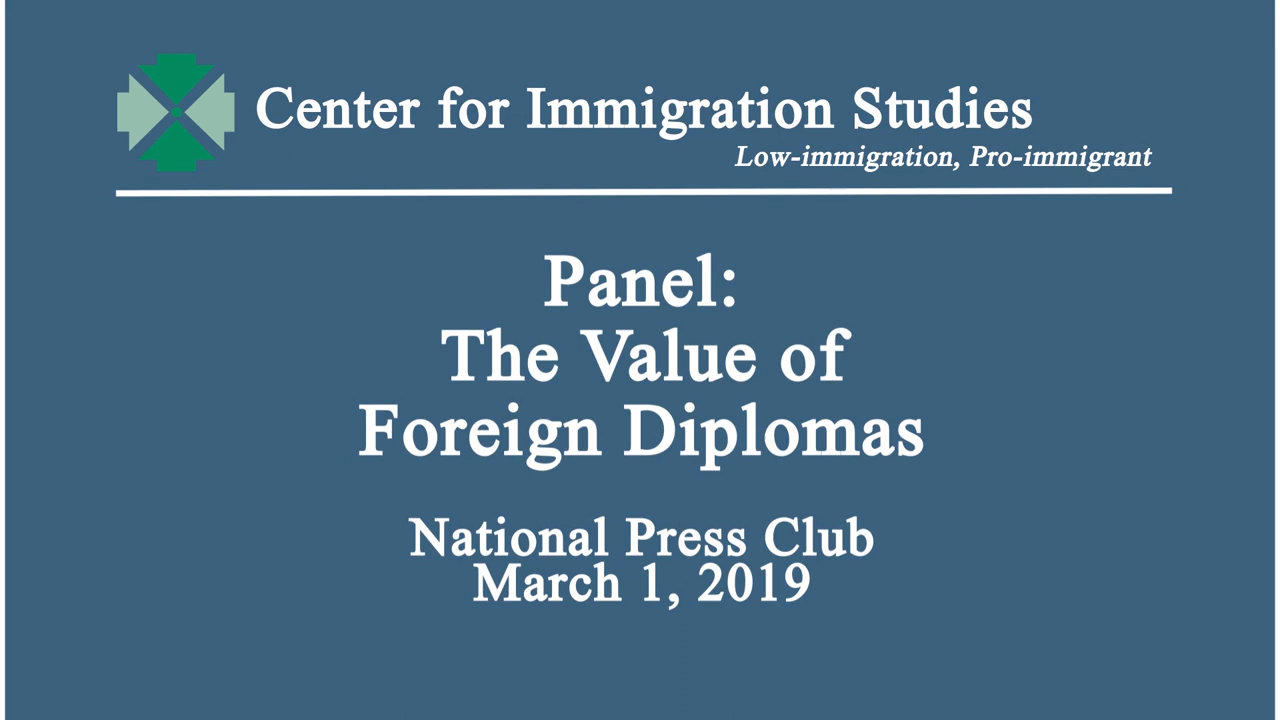 Center for Immigration Studies
Low-immigration, Pro-immigrant
Panel:
The Value of
Foreign Diplomas
National Press Club
March 1, 2019